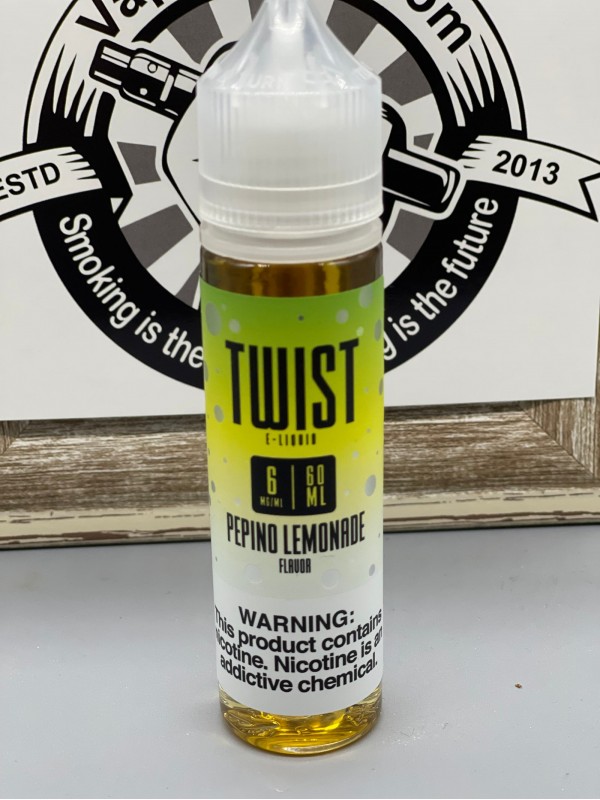 ESTD
2013
Smoking is the
is the future
TWIST
E-LIQUID
6
MG/ML
60
ML
PEPINO LEMONADE
FLAVOR
WARNING:
This product contains
nicotine. Nicotine is an
addictive chemical.